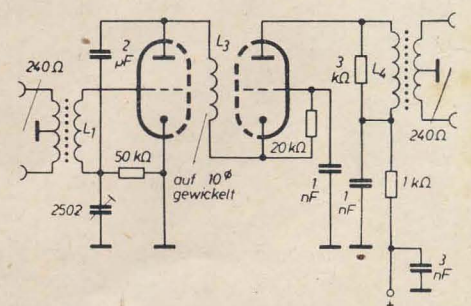 240Ω
L1
2
µF
50 kΩ
2502
L3
auf 10⌀
gewickelt
20 kΩ
1
nF
3
kΩ
L4
1
nF
1 kΩ
240Ω
3
nF
+